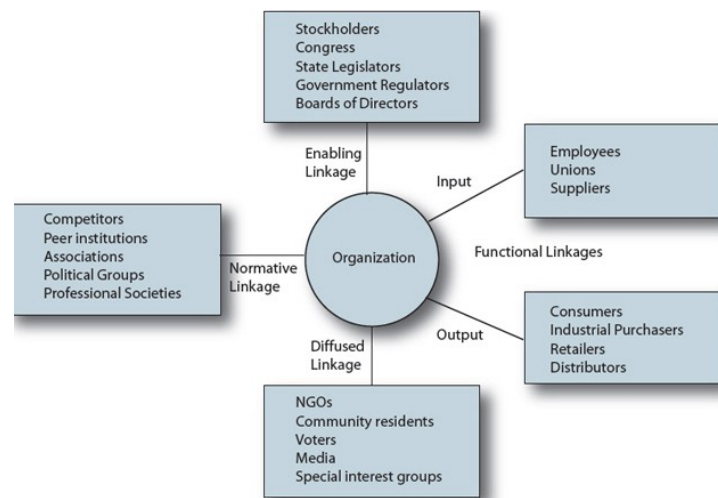 Stockholders
Congress
State Legislators
Government Regulators
Boards of Directors
Enabling
Linkage
Input
Employees
Unions
Suppliers
Competitors
Peer institutions
Associations
Political Groups
Professional Societies
Normative
Linkage
Organization
Functional Linkages
Diffused
Linkage
Output
Consumers
Industrial Purchasers
Retailers
Distributors
NGOs
Community residents
Voters
Media
Special interest groups